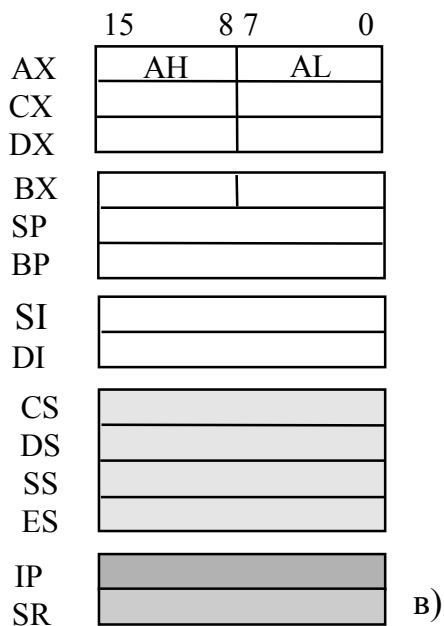 15 8 7 0
AX AH AL
CX
DX
BX
SP
BP
SI
DI
CS
DS
SS
ES
IP
SR в)